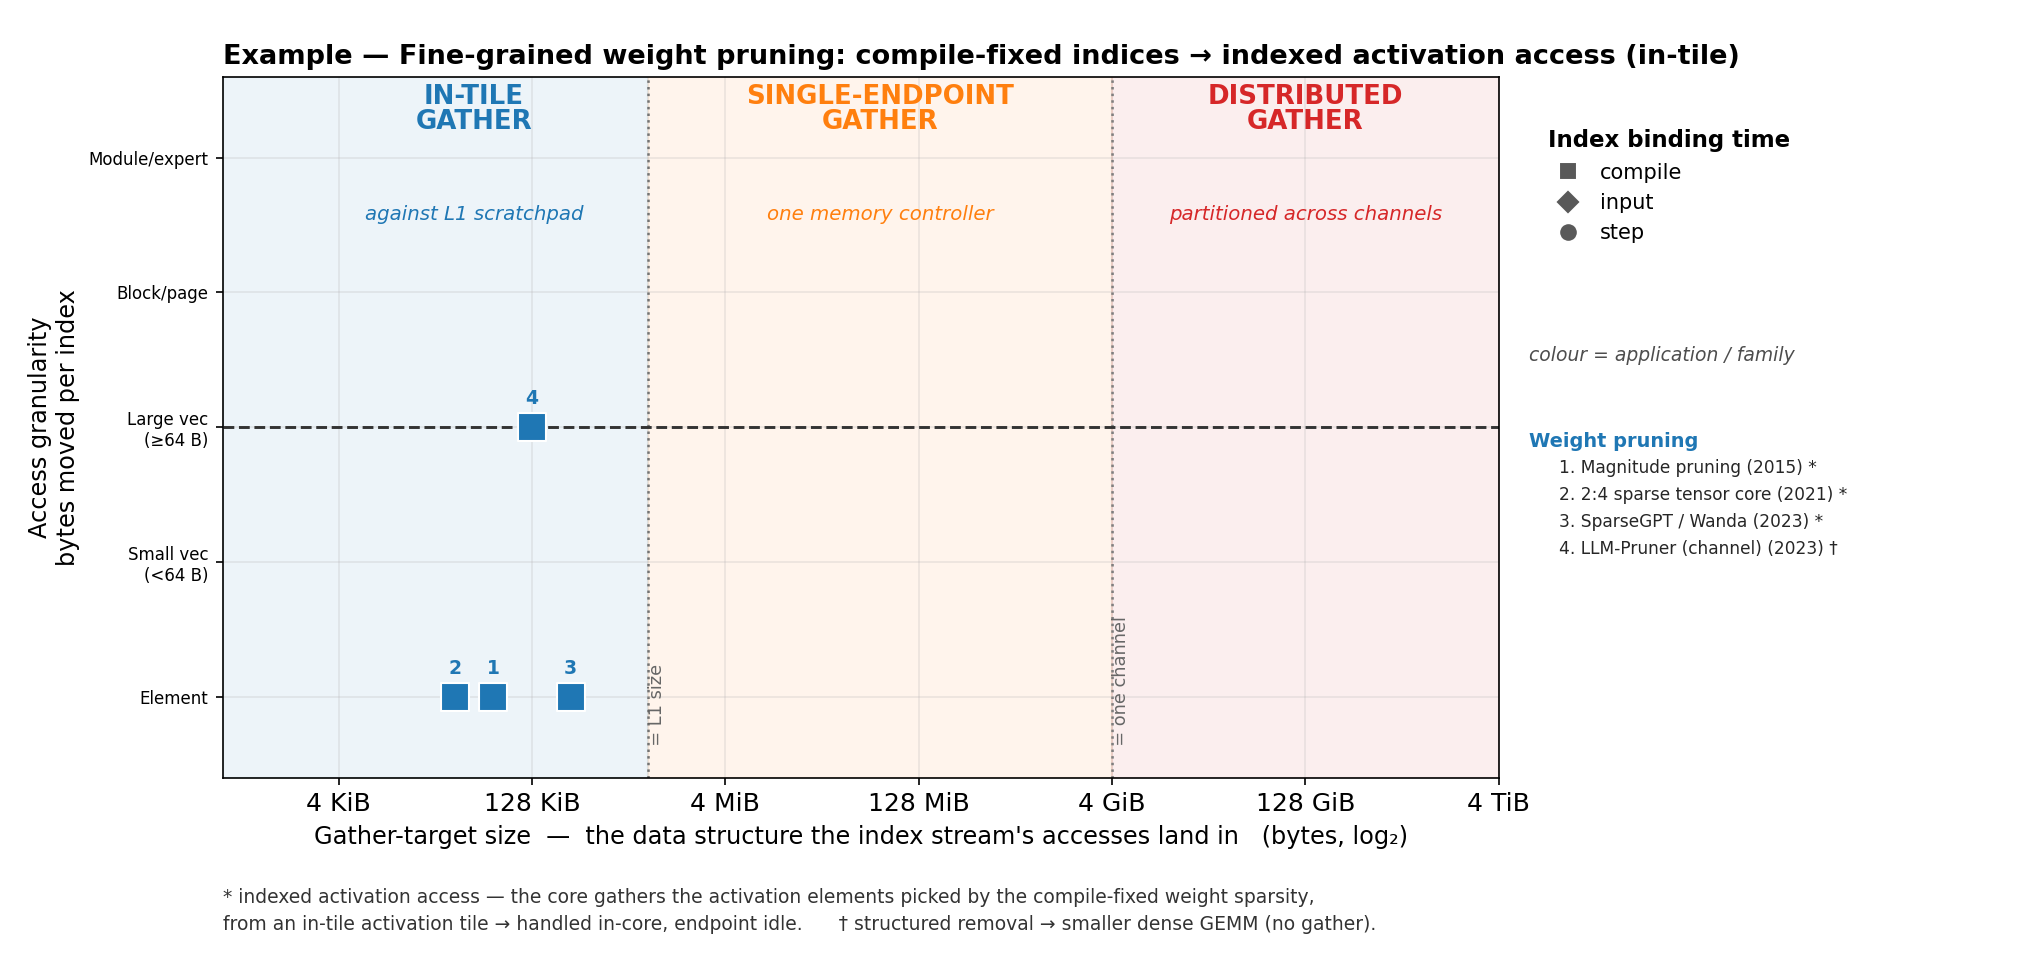 Example — Fine-grained weight pruning: compile-fixed indices → indexed activation access (in-tile)
IN-TILE
GATHER
SINGLE-ENDPOINT
GATHER
DISTRIBUTED
GATHER
against L1 scratchpad
one memory controller
partitioned across channels
Access granularity
bytes moved per index
Module/expert
Block/page
Large vec
(≥64 B)
Small vec
(<64 B)
Element
4
2
1
3
= L1 size
= one channel
4 KiB
128 KiB
4 MiB
128 MiB
4 GiB
128 GiB
4 TiB
Gather-target size — the data structure the index stream's accesses land in (bytes, log₂)
Index binding time
compile
input
step
colour = application / family
Weight pruning
1. Magnitude pruning (2015) *
2. 2:4 sparse tensor core (2021) *
3. SparseGPT / Wanda (2023) *
4. LLM-Pruner (channel) (2023) †
* indexed activation access — the core gathers the activation elements picked by the compile-fixed weight sparsity,
from an in-tile activation tile → handled in-core, endpoint idle. † structured removal → smaller dense GEMM (no gather).